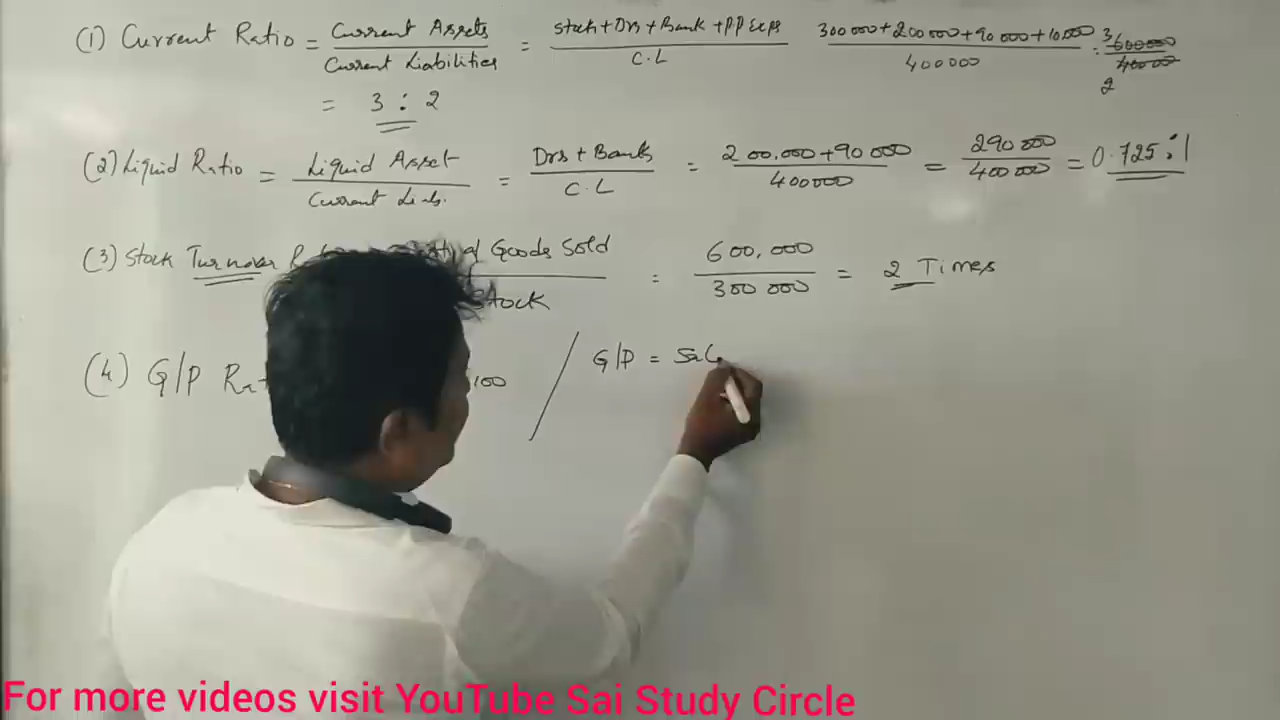 (1) Current Ratio = Current Assets / Current Liabilities = Stock + Drs + Bank + PP Exps / C.L 300000 + 200000 + 90000 + 10000 / 400000 : 3 600000 / 400000 2
= 3 : 2
(2) Liquid Ratio = Liquid Asset / Current = Drs + Bank / C.L = 200,000 + 90000 / 400000 = 290000 / 400000 = 0.725 : 1
(3) Stock Turnover of Goods Sold / Stock = 600,000 / 300000 = 2 Times
(4) G/P 100 / G/P =
For more videos visit YouTube Sai Study Circle